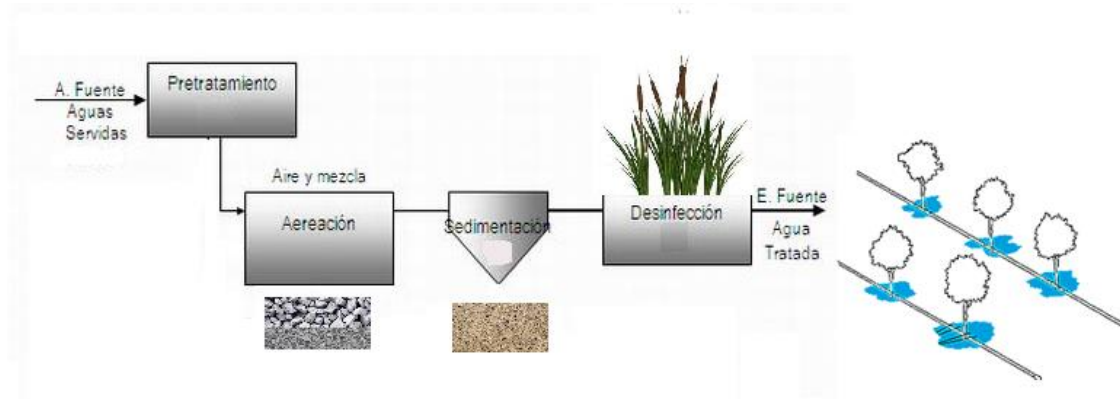 A. Fuente
Aguas
Servidas
Pretratamiento
Aire y mezcla
Aereación
Sedimentación
Desinfección
E. Fuente
Agua
Tratada